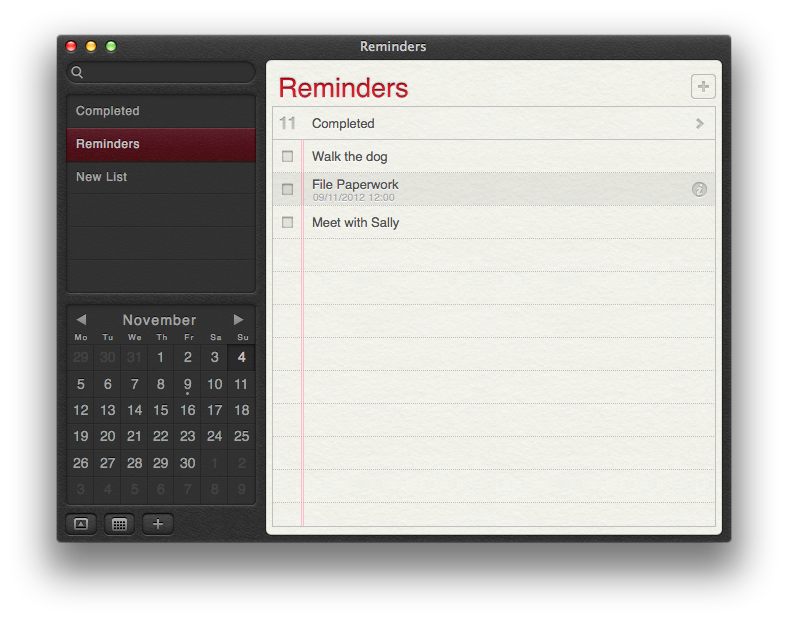 Reminders
Completed
Reminders
New List
November
Mo Tu We Th Fr Sa Su
29 30 31 1 2 3 4
5 6 7 8 9 10 11
12 13 14 15 16 17 18
19 20 21 22 23 24 25
26 27 28 29 30 1 2
3 4 5 6 7 8 9
Reminders
11 Completed
Walk the dog
File Paperwork
09/11/2012 12:00
Meet with Sally